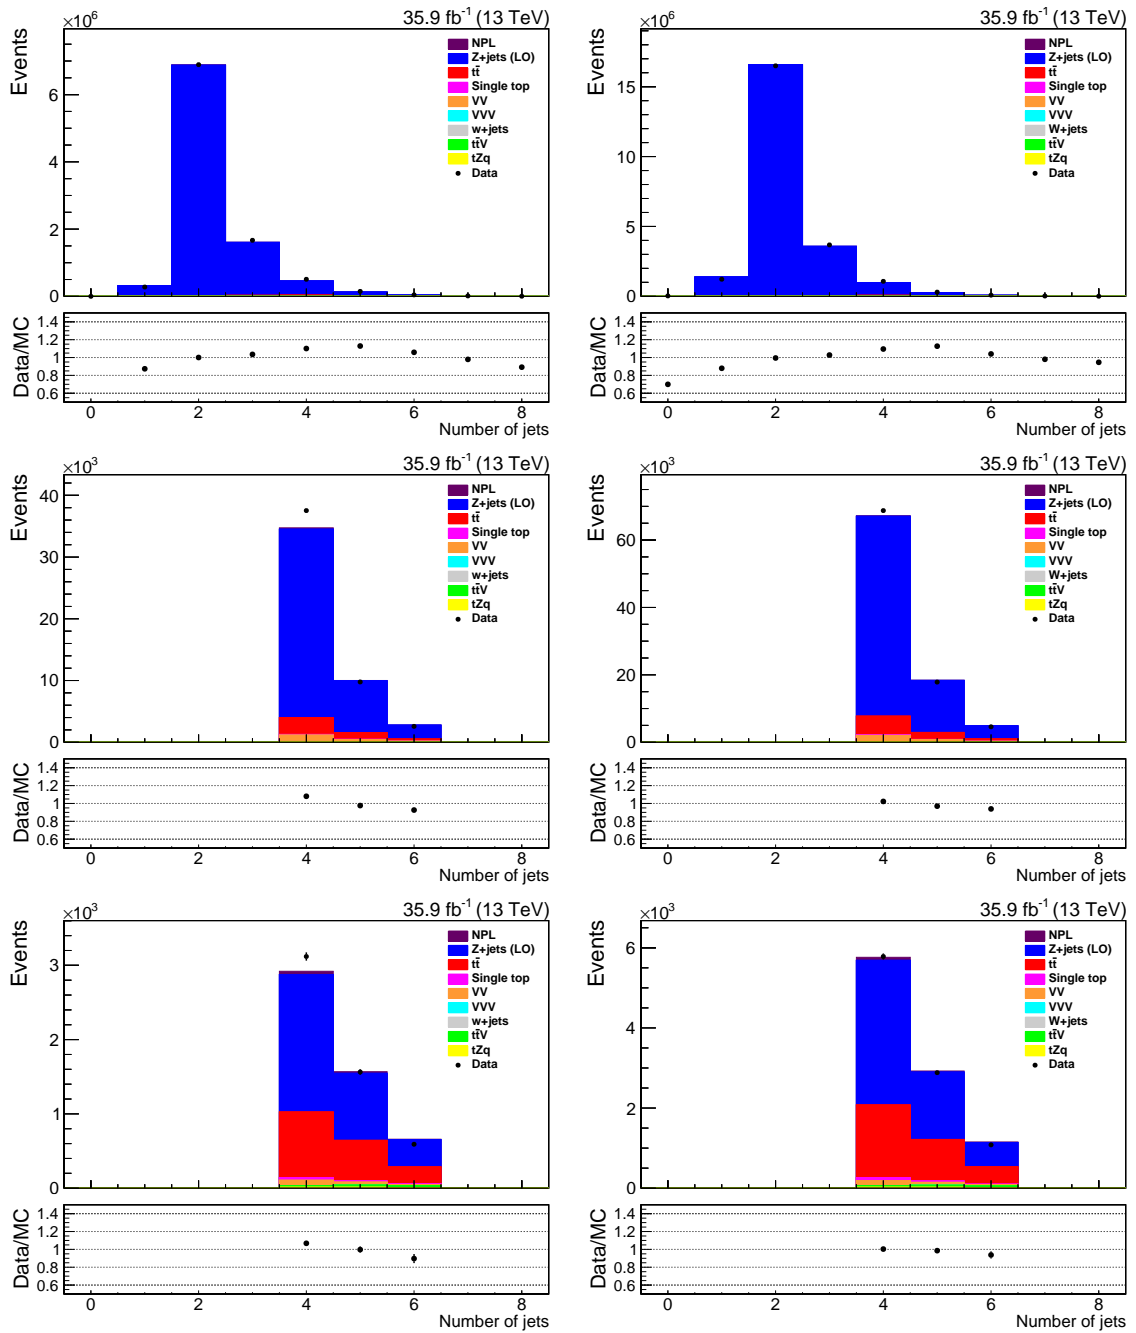 ×10⁶ 35.9 fb⁻¹ (13 TeV)
Events
6
4
2
0
NPL
Z+jets (LO)
tt̄
Single top
VV
VVV
w+jets
tt̄V
tZq
Data
Data/MC
1.4
1.2
1
0.8
0.6
0 2 4 6 8
Number of jets
×10⁶ 35.9 fb⁻¹ (13 TeV)
Events
15
10
5
0
NPL
Z+jets (LO)
tt̄
Single top
VV
VVV
W+jets
tt̄V
tZq
Data
Data/MC
1.4
1.2
1
0.8
0.6
0 2 4 6 8
Number of jets
×10³ 35.9 fb⁻¹ (13 TeV)
Events
40
30
20
10
0
NPL
Z+jets (LO)
tt̄
Single top
VV
VVV
w+jets
tt̄V
tZq
Data
Data/MC
1.4
1.2
1
0.8
0.6
0 2 4 6 8
Number of jets
×10³ 35.9 fb⁻¹ (13 TeV)
Events
60
40
20
0
NPL
Z+jets (LO)
tt̄
Single top
VV
VVV
W+jets
tt̄V
tZq
Data
Data/MC
1.4
1.2
1
0.8
0.6
0 2 4 6 8
Number of jets
×10³ 35.9 fb⁻¹ (13 TeV)
Events
3
2
1
0
NPL
Z+jets (LO)
tt̄
Single top
VV
VVV
w+jets
tt̄V
tZq
Data
Data/MC
1.4
1.2
1
0.8
0.6
0 2 4 6 8
Number of jets
×10³ 35.9 fb⁻¹ (13 TeV)
Events
6
4
2
0
NPL
Z+jets (LO)
tt̄
Single top
VV
VVV
W+jets
tt̄V
tZq
Data
Data/MC
1.4
1.2
1
0.8
0.6
0 2 4 6 8
Number of jets